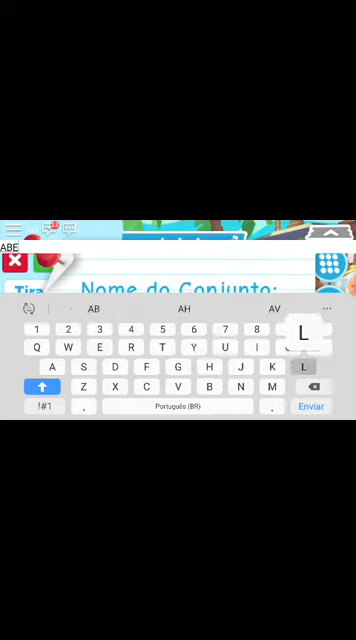 ABE
Nome do Conjunto:
Tira
AB AH AV ...
1 2 3 4 5 6 7 8
L
Q W E R T Y U I
A S D F G H J K L
Z X C V B N M
!#1 , Português (BR) . Enviar